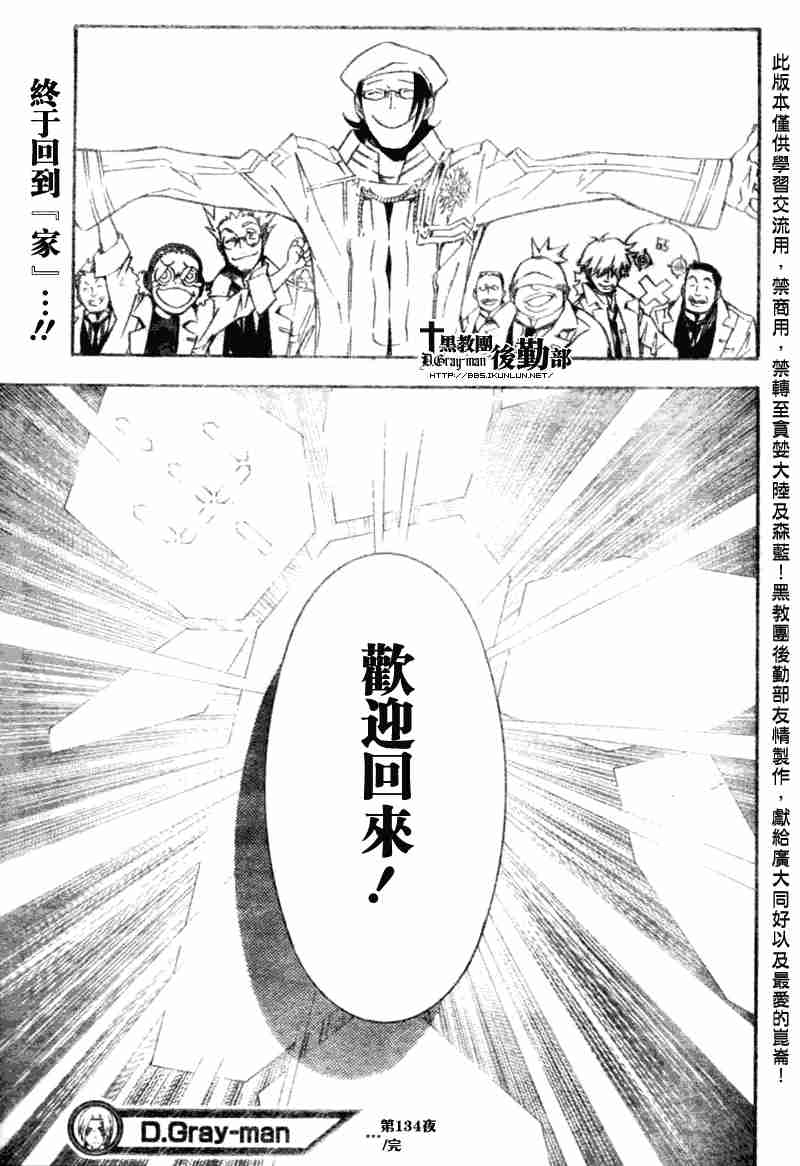 此版本僅供學習交流用，禁商用，禁轉至貪婪大陸及森藍！黑教團後勤部友情製作，獻給廣大同好以及最愛的崑崙！
終于回到『家』…!!
65
黑教團
D.Gray-man 後勤部
HTTP://BBS.IKUNLUN.NET/
歡迎回來！
D.Gray-man
第134夜
…/完